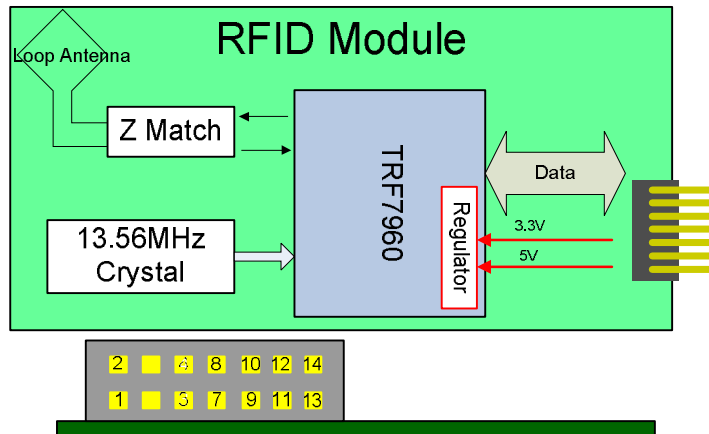 RFID Module
Loop Antenna
Z Match
13.56MHz
Crystal
TRF7960
Regulator
Data
3.3V
5V
2 8 10 12 14
1 7 9 11 13